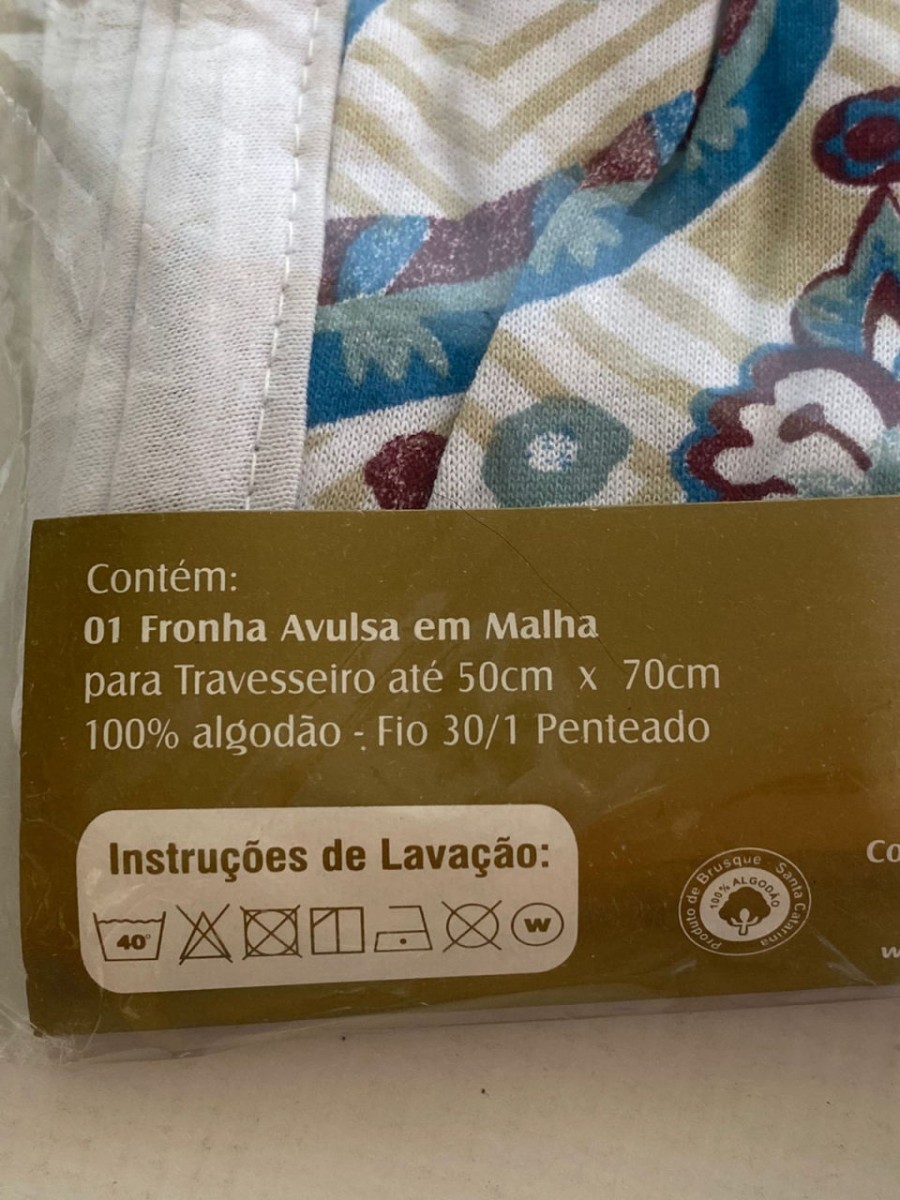 Contém:
01 Fronha Avulsa em Malha
para Travesseiro até 50cm x 70cm
100% algodão - Fio 30/1 Penteado
Instruções de Lavação:
40°
W
Produto de Brusque Santa Catarina
100% ALGODÃO
Co
w